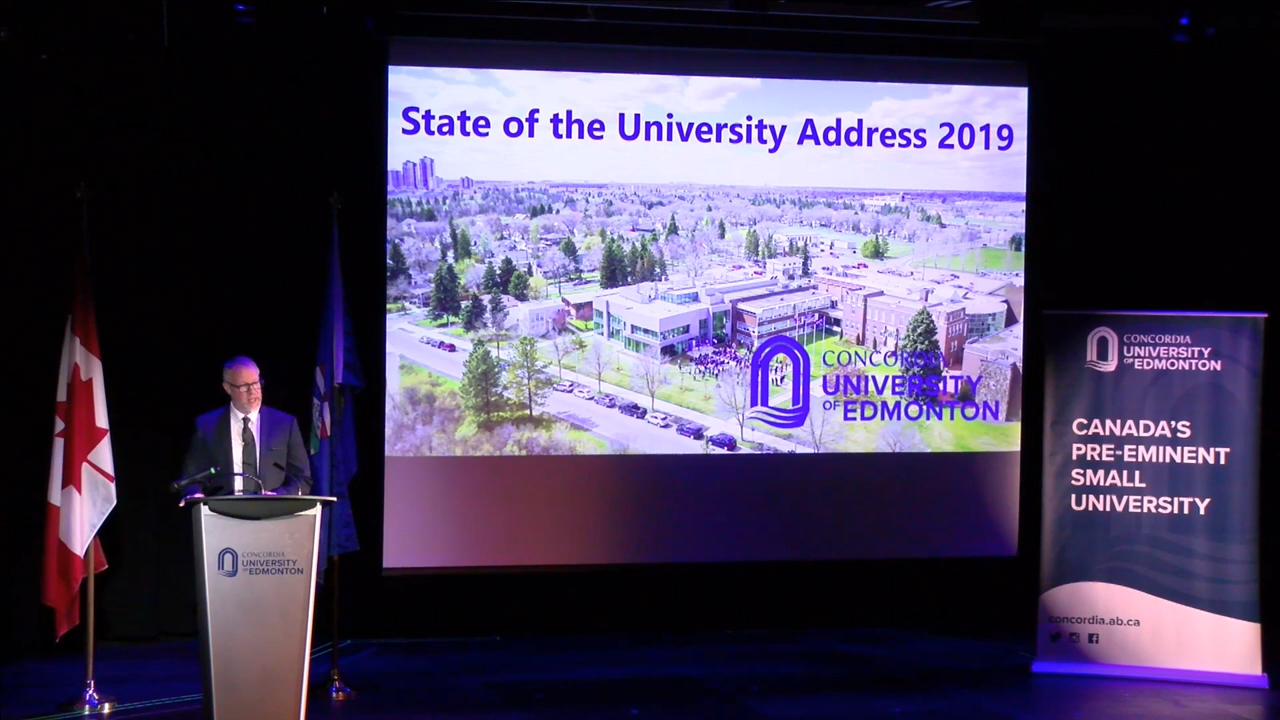 State of the University Address 2019
CONCORDIA
UNIVERSITY
OF EDMONTON
CONCORDIA
UNIVERSITY
OF EDMONTON
CANADA'S
PRE-EMINENT
SMALL
UNIVERSITY
concordia.ab.ca
CONCORDIA
UNIVERSITY
OF EDMONTON